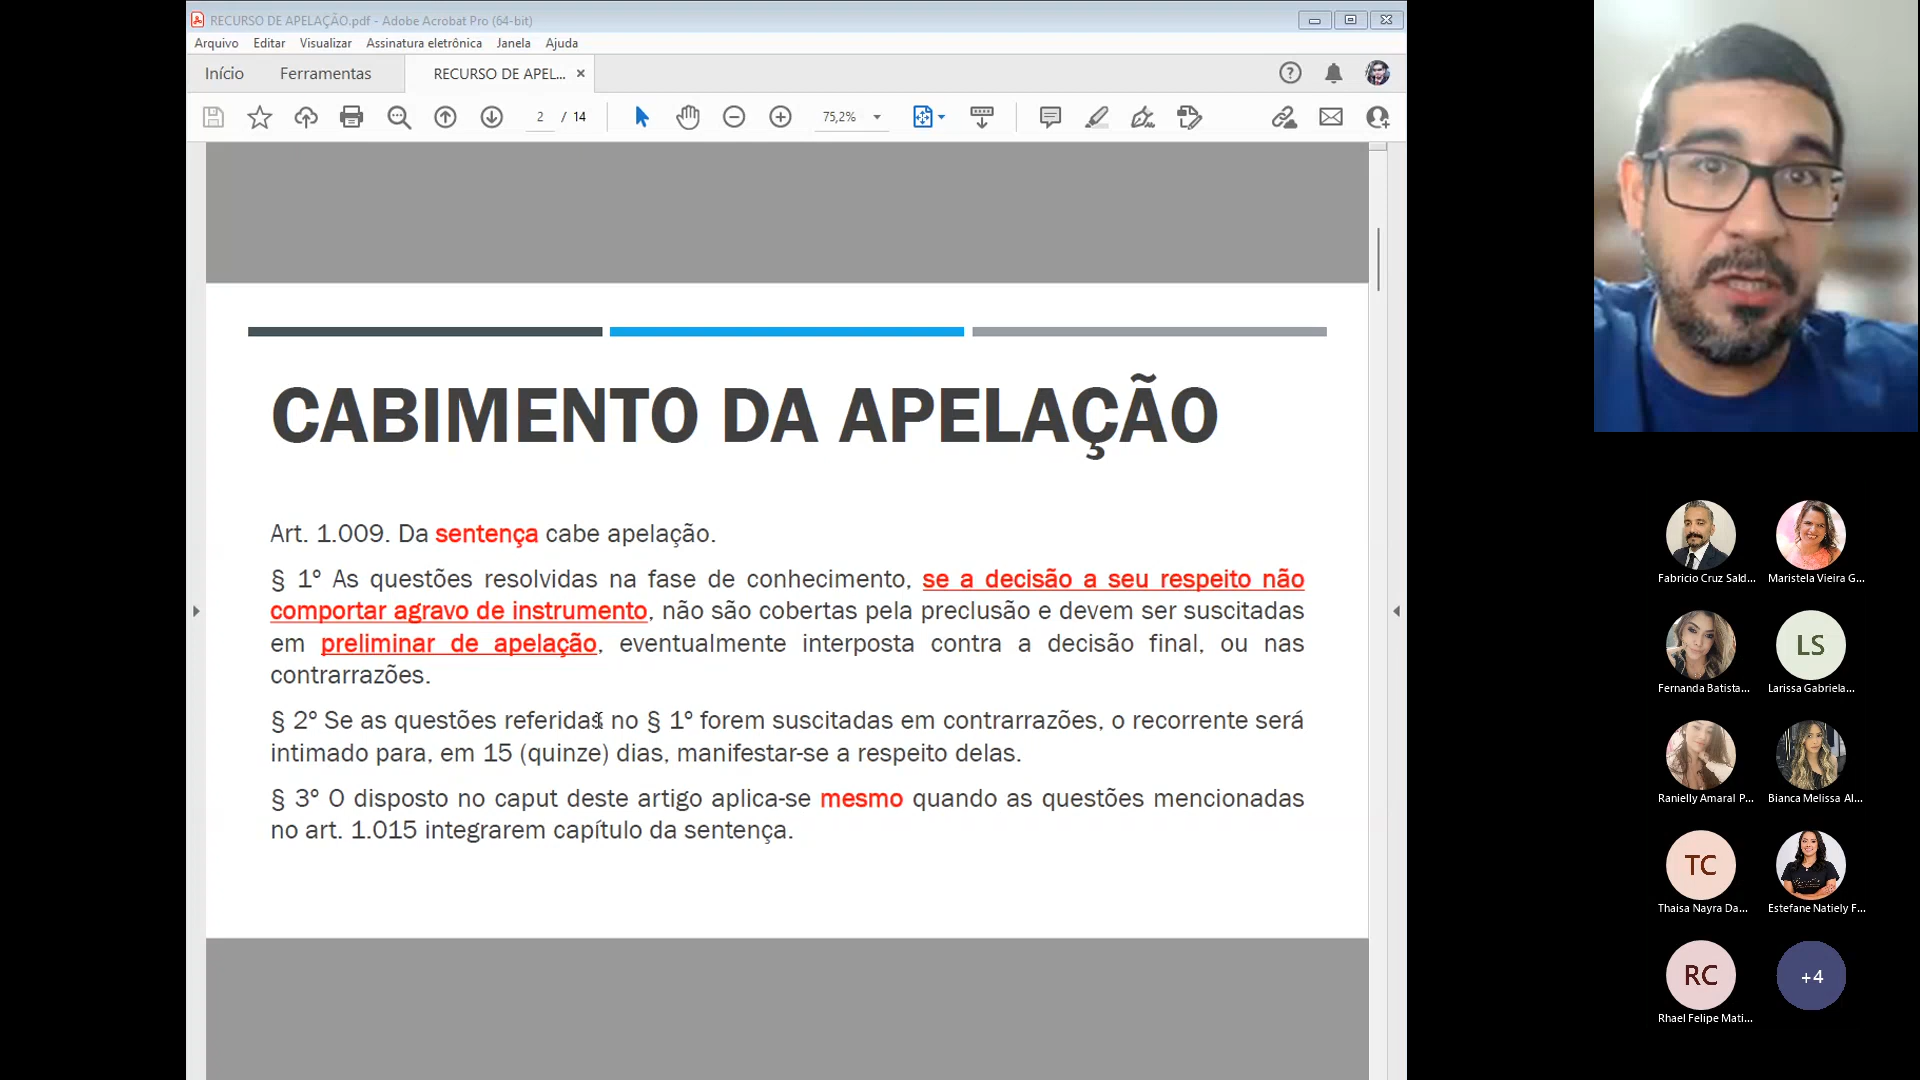 RECURSO DE APELAÇÃO.pdf - Adobe Acrobat Pro (64-bit)
Arquivo Editar Visualizar Assinatura eletrônica Janela Ajuda
Início Ferramentas RECURSO DE APEL... ×
2 / 14 75,2%
CABIMENTO DA APELAÇÃO
Art. 1.009. Da sentença cabe apelação.
§ 1º As questões resolvidas na fase de conhecimento, se a decisão a seu respeito não
comportar agravo de instrumento, não são cobertas pela preclusão e devem ser suscitadas
em preliminar de apelação, eventualmente interposta contra a decisão final, ou nas
contrarrazões.
§ 2º Se as questões referidas no § 1º forem suscitadas em contrarrazões, o recorrente será
intimado para, em 15 (quinze) dias, manifestar-se a respeito delas.
§ 3º O disposto no caput deste artigo aplica-se mesmo quando as questões mencionadas
no art. 1.015 integrarem capítulo da sentença.
Fabricio Cruz Sald... Maristela Vieira G...
LS
Fernanda Batista... Larissa Gabriela...
Ranielly Amaral P... Bianca Melissa Al...
TC
Thaisa Nayra Da... Estefane Natiely F...
RC +4
Rhael Felipe Mati...